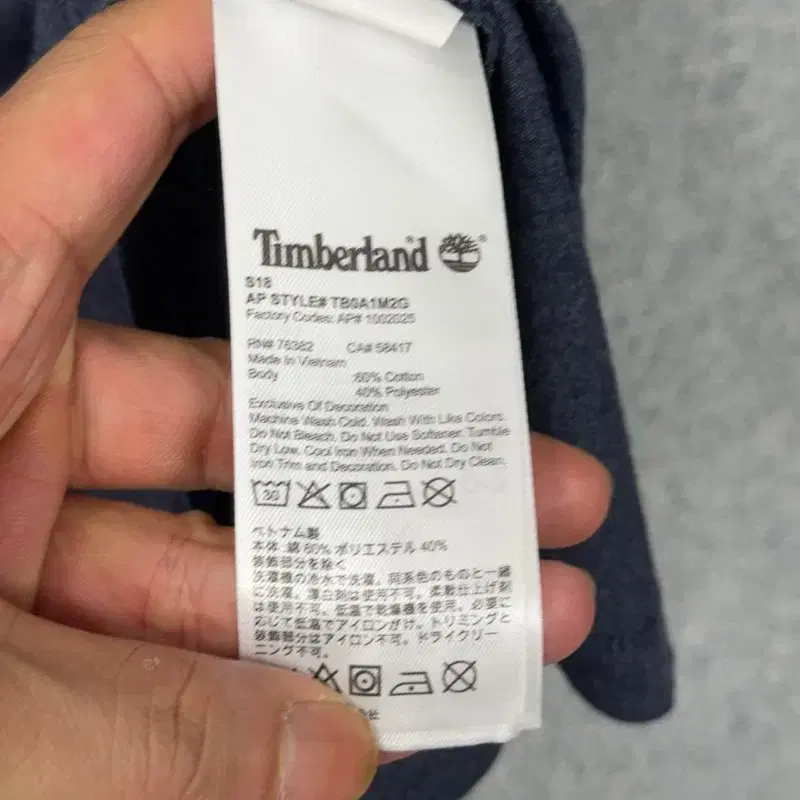 Timberland
S18
AP STYLE# TB0A1M2G
Factory Codes: AP# 1002025
RN# 76382 CA# 58417
Made In Vietnam
Body :60% Cotton
40% Polyester
Exclusive Of Decoration
Machine Wash Cold. Wash With Like Colors.
Do Not Bleach. Do Not Use Softener. Tumble
Dry Low. Cool Iron When Needed. Do Not
Iron Trim and Decoration. Do Not Dry Clean.
30
ベトナム製
本体 :綿 60% ポリエステル 40%
装飾部分を除く
洗濯機の冷水で洗濯。同系色のものと一緒
に洗濯。漂白剤は使用不可。柔軟仕上げ剤
は使用不可。低温で乾燥機を使用。必要に
応じて低温でアイロンがけ。トリミングと
装飾部分はアイロン不可。ドライクリー
ニング不可。